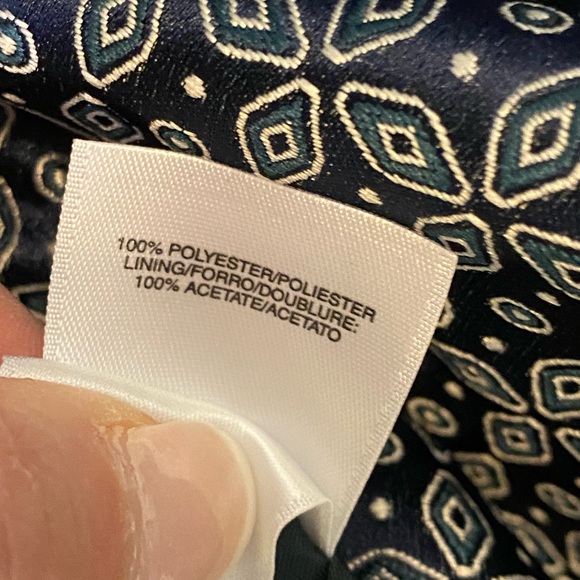 100% POLYESTER/POLIESTER
LINING/FORRO/DOUBLURE:
100% ACETATE/ACETATO